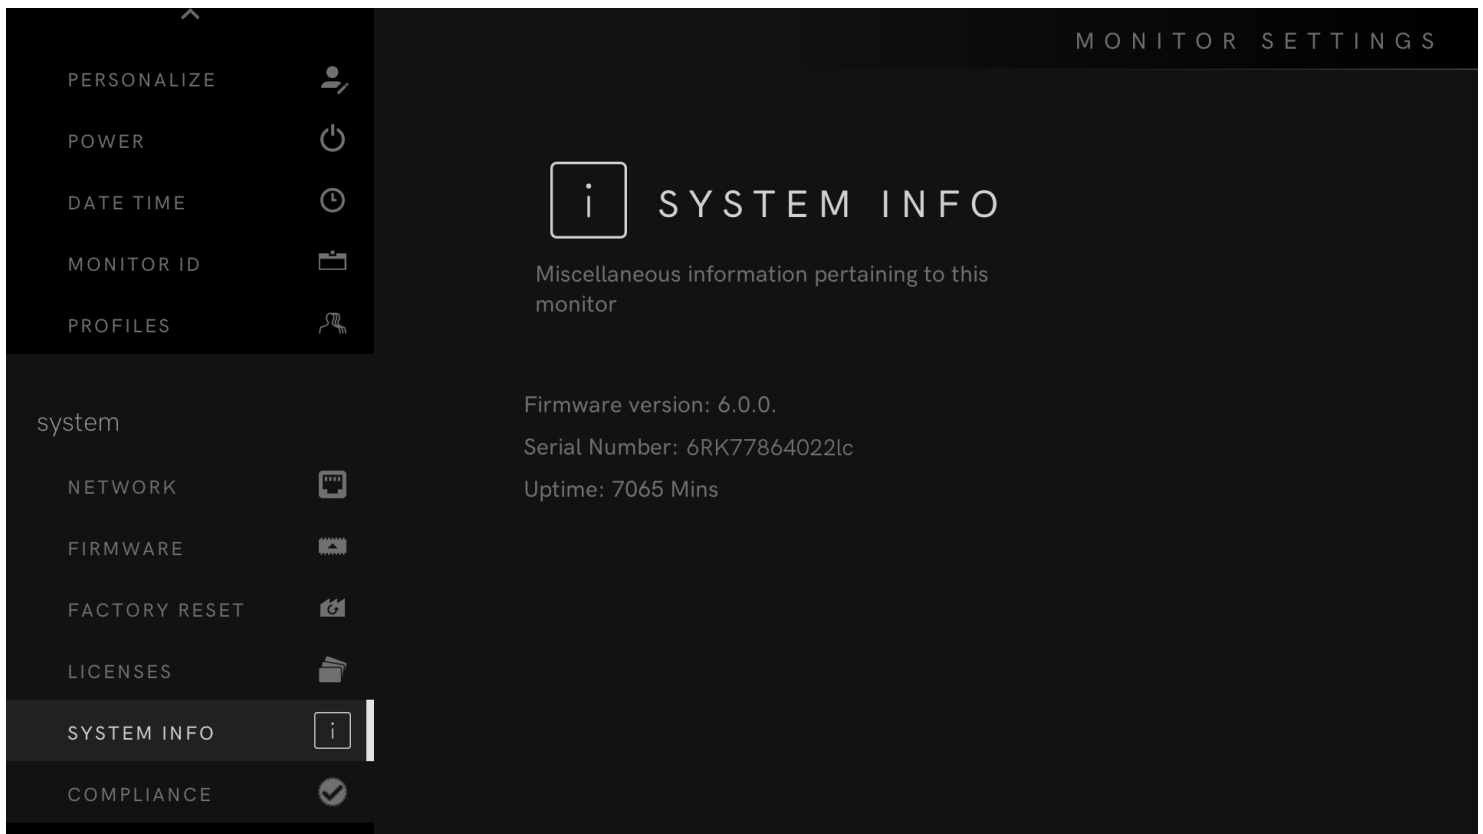 MONITOR SETTINGS
PERSONALIZE
POWER
DATE TIME
MONITOR ID
PROFILES
system
NETWORK
FIRMWARE
FACTORY RESET
LICENSES
SYSTEM INFO
i
COMPLIANCE
i SYSTEM INFO
Miscellaneous information pertaining to this
monitor
Firmware version: 6.0.0.
Serial Number: 6RK77864022lc
Uptime: 7065 Mins